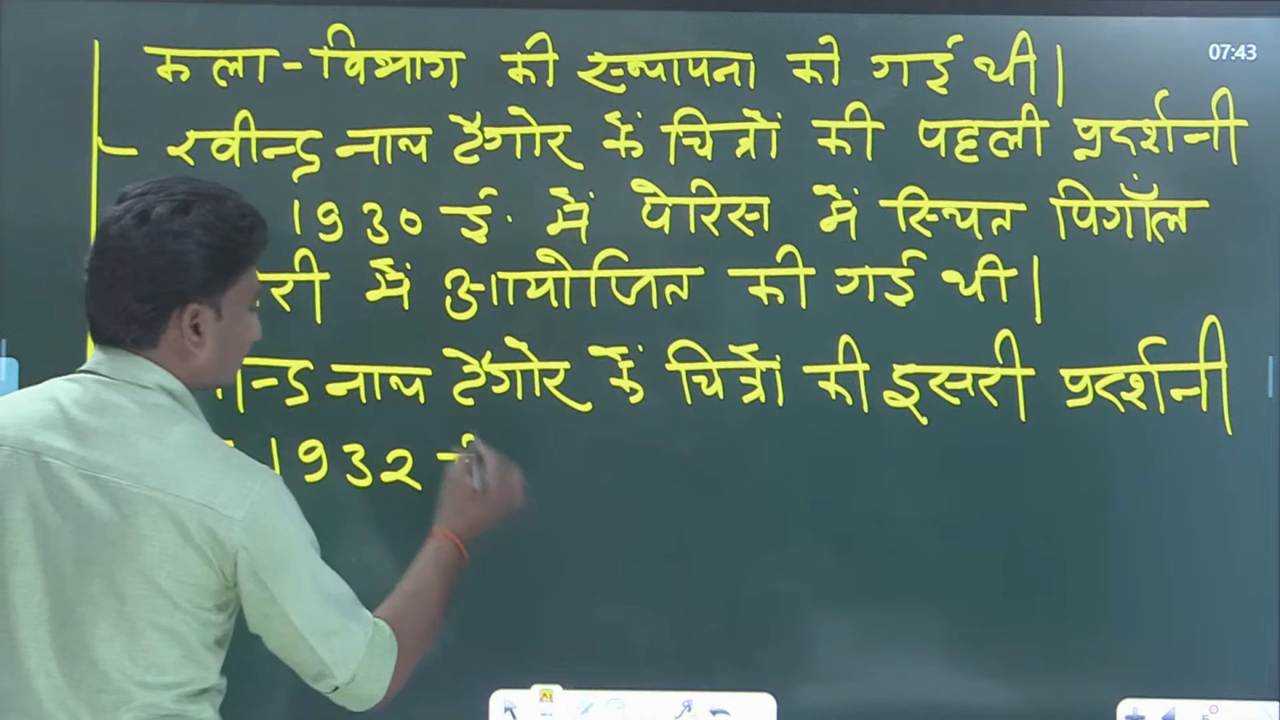 07:43
कला-विभाग की स्थापना की गई थी।
रवीन्द्र नाथ टैगोर के चित्रों की पहली प्रदर्शनी
1930 ई. में पेरिस में स्थित पिगॉल
में आयोजित की गई थी।
नाथ टैगोर के चित्रों की दूसरी प्रदर्शनी
1932